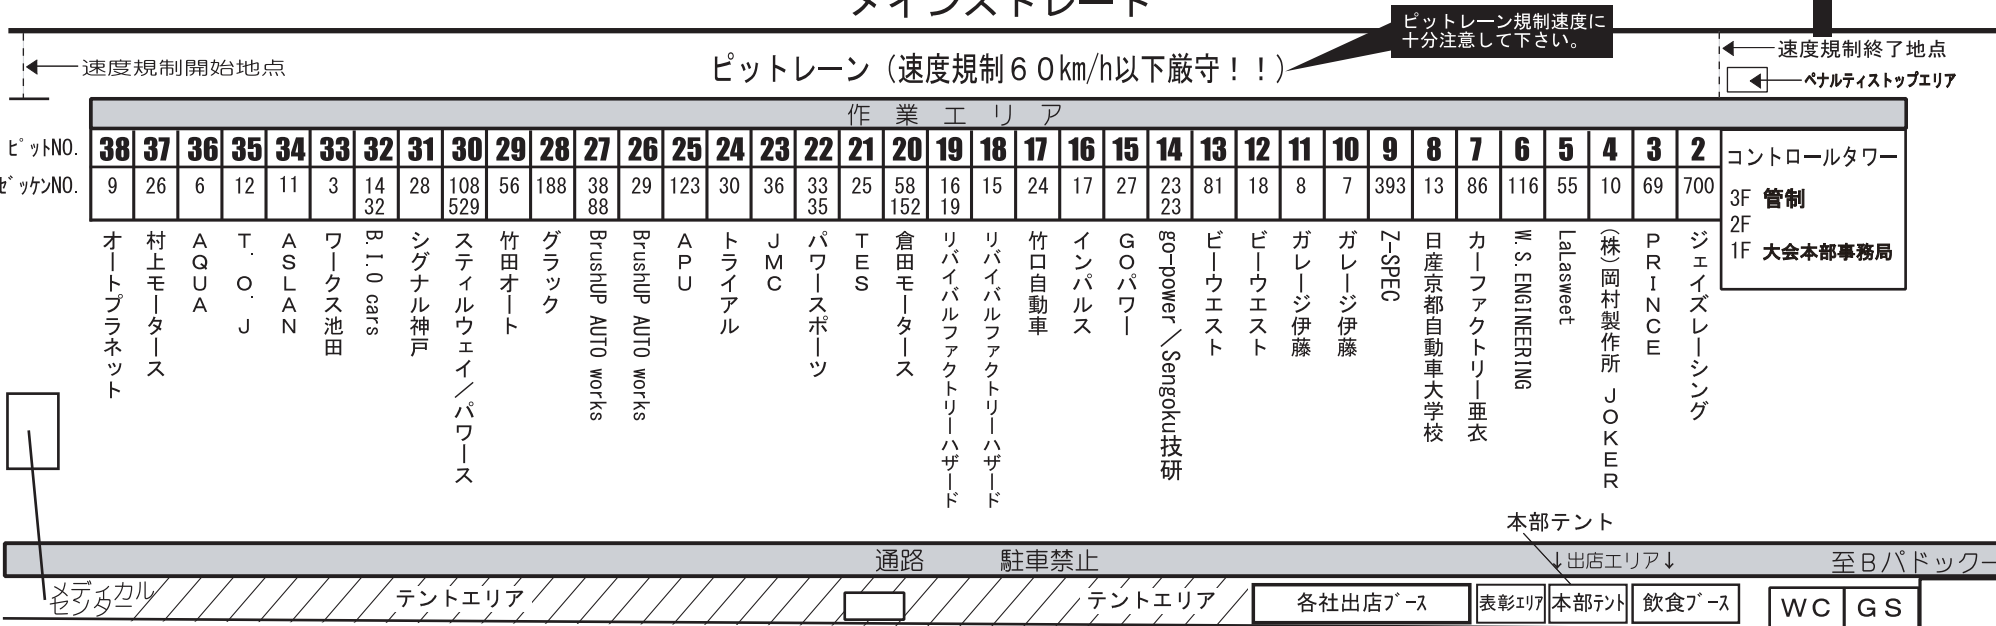 メインストレート
ピットレーン規制速度に
十分注意して下さい。
速度規制開始地点
ピットレーン（速度規制６０km/h以下厳守！！）
速度規制終了地点
ペナルティストップエリア
作業エリア
ピットNO. 38 37 36 35 34 33 32 31 30 29 28 27 26 25 24 23 22 21 20 19 18 17 16 15 14 13 12 11 10 9 8 7 6 5 4 3 2
ゼッケンNO. 9 26 6 12 11 3 14 28 108 56 188 38 29 123 30 36 33 25 58 16 15 24 17 27 23 81 18 8 7 393 13 86 116 55 10 69 700
32 529 88 35 152 19 23
コントロールタワー
3F 管制
2F
1F 大会本部事務局
オートプラネット
村上モータース
AQUA
T.O.J
ASLAN
ワークス池田
B.I.O cars
シグナル神戸
スティルウェイ／パワース
竹田オート
グラック
BrushUP AUTO works
BrushUP AUTO works
APU
トライアル
JMC
パワースポーツ
TES
倉田モータース
リバイバルファクトリーハザード
リバイバルファクトリーハザード
竹口自動車
インパルス
GOパワー
go-power／Sengoku技研
ビーウエスト
ビーウエスト
ガレージ伊藤
ガレージ伊藤
Z-SPEC
日産京都自動車大学校
カーファクトリー亜衣
W.S.ENGINEERING
LaLasweet
（株）岡村製作所 JOKER
PRINCE
ジェイズレーシング
本部テント
通路 駐車禁止
↓出店エリア↓
至Bパドック
メディカル
センター
テントエリア
テントエリア
各社出店ブース
表彰エリア
本部テント
飲食ブース
WC
GS